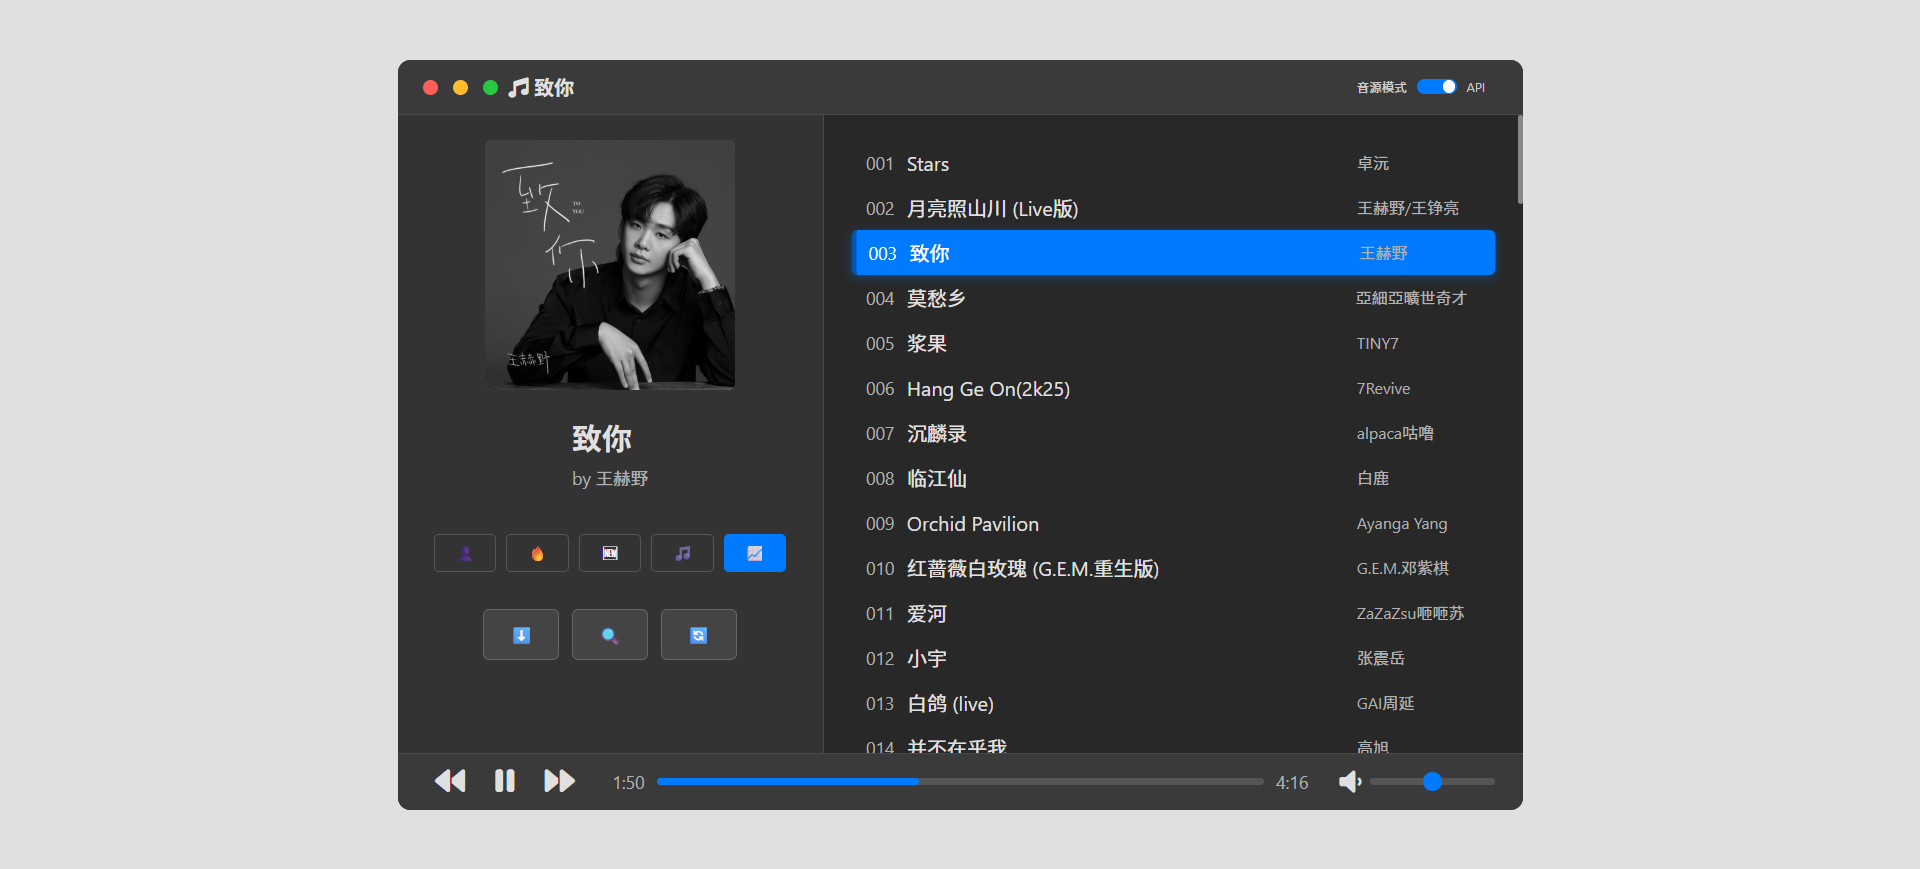 致你
音源模式 API
致你
TO
YOU
王赫野
致你
by 王赫野
NEW
001 Stars 卓沅
002 月亮照山川 (Live版) 王赫野/王铮亮
003 致你 王赫野
004 莫愁乡 亞細亞曠世奇才
005 浆果 TINY7
006 Hang Ge On(2k25) 7Revive
007 沉麟录 alpaca咕噜
008 临江仙 白鹿
009 Orchid Pavilion Ayanga Yang
010 红蔷薇白玫瑰 (G.E.M.重生版) G.E.M.邓紫棋
011 爱河 ZaZaZsu咂咂苏
012 小宇 张震岳
013 白鸽 (live) GAI周延
014 并不在乎我 高旭
1:50 4:16